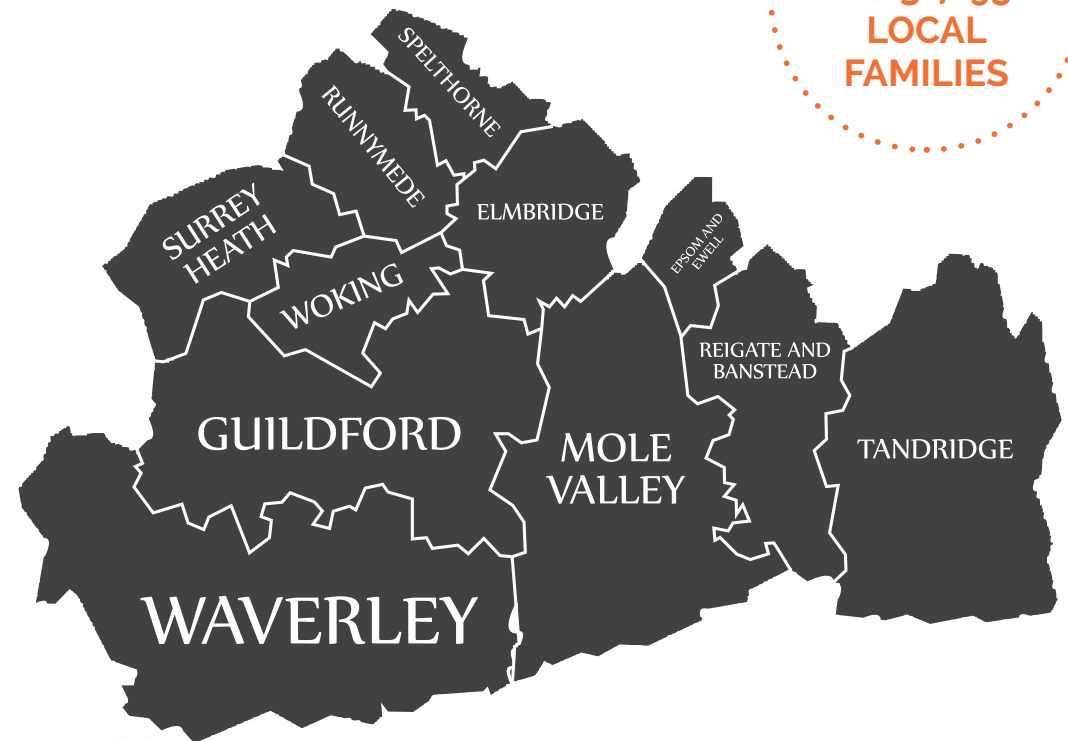 LOCAL
FAMILIES
SPELTHORNE
RUNNYMEDE
ELMBRIDGE
SURREY
HEATH
EPSOM AND
EWELL
WOKING
REIGATE AND
BANSTEAD
GUILDFORD
MOLE
VALLEY
TANDRIDGE
WAVERLEY